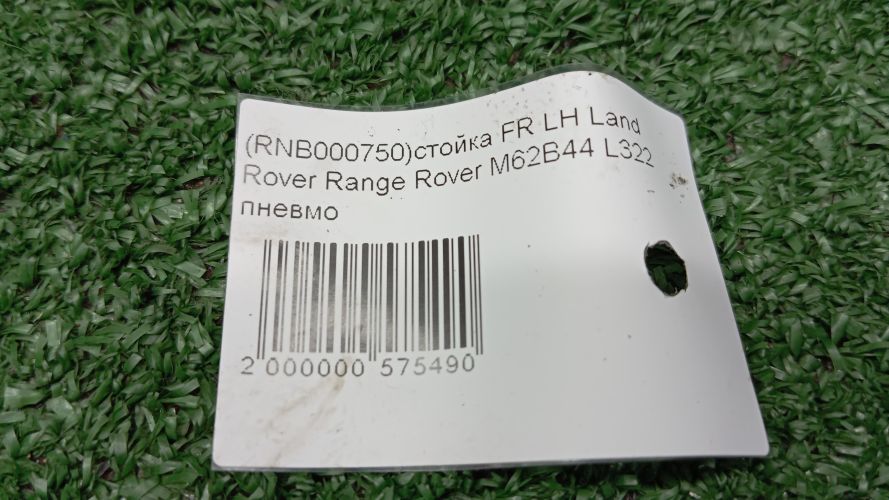 (RNB000750)стойка FR LH Land
Rover Range Rover M62B44 L322
пневмо
2 000000 575490